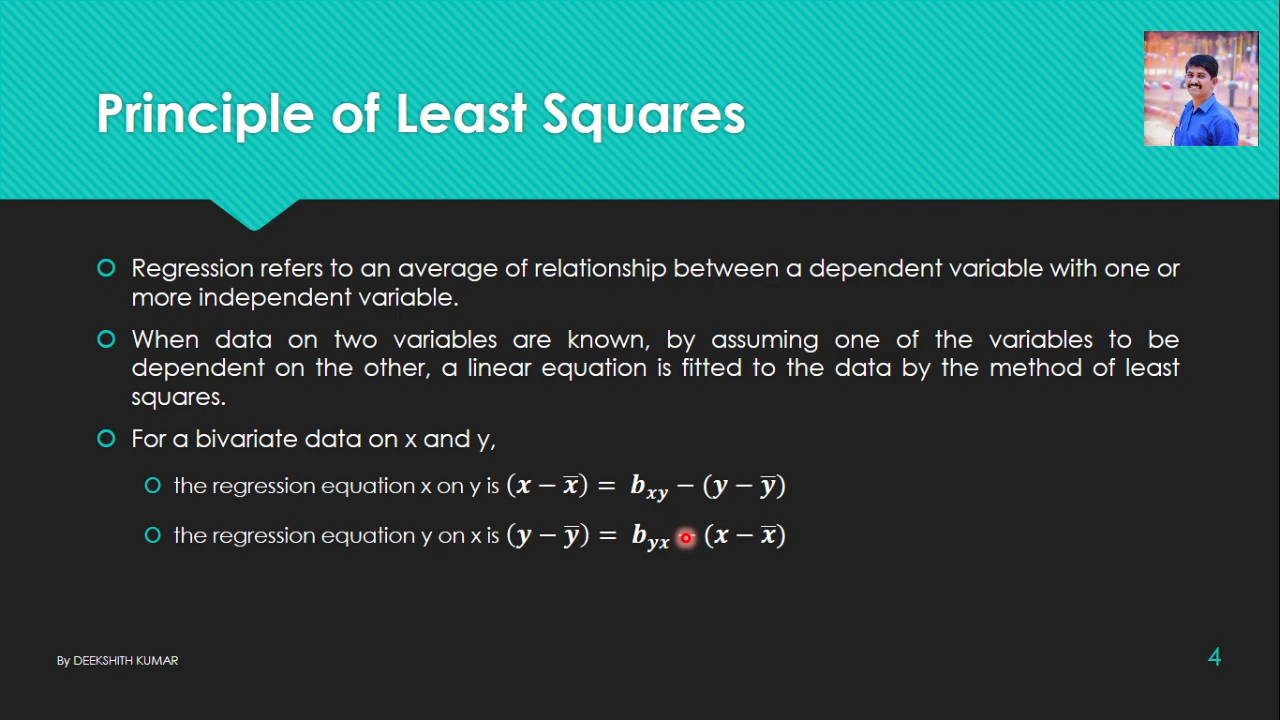 Principle of Least Squares
Regression refers to an average of relationship between a dependent variable with one or
more independent variable.
When data on two variables are known, by assuming one of the variables to be
dependent on the other, a linear equation is fitted to the data by the method of least
squares.
For a bivariate data on x and y,
the regression equation x on y is (x − x̅) = bₓᵧ − (y − y̅)
the regression equation y on x is (y − y̅) = bᵧₓ − (x − x̅)
By DEEKSHITH KUMAR
4